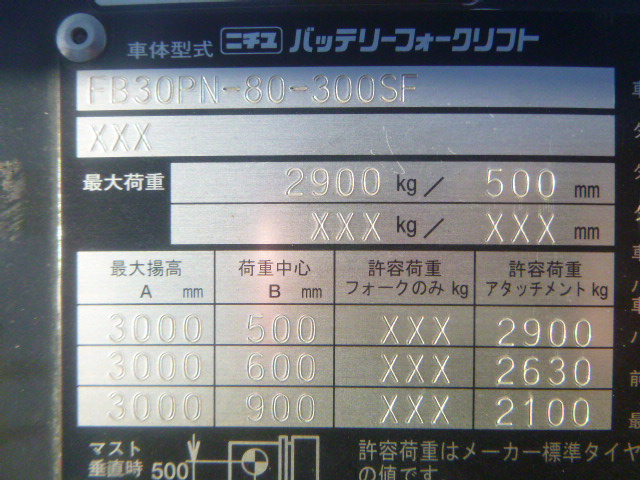 車体型式 ニチユ バッテリーフォークリフト
FB30PN-80-300SF
XXX
最大荷重 2900 kg／ 500 mm
XXX kg／ XXX mm
最大揚高 荷重中心 許容荷重 許容荷重
A mm B mm フォークのみ kg アタッチメント kg
3000 500 XXX 2900
3000 600 XXX 2630
3000 900 XXX 2100
マスト
垂直時 500
許容荷重はメーカー標準タイヤ
の値です